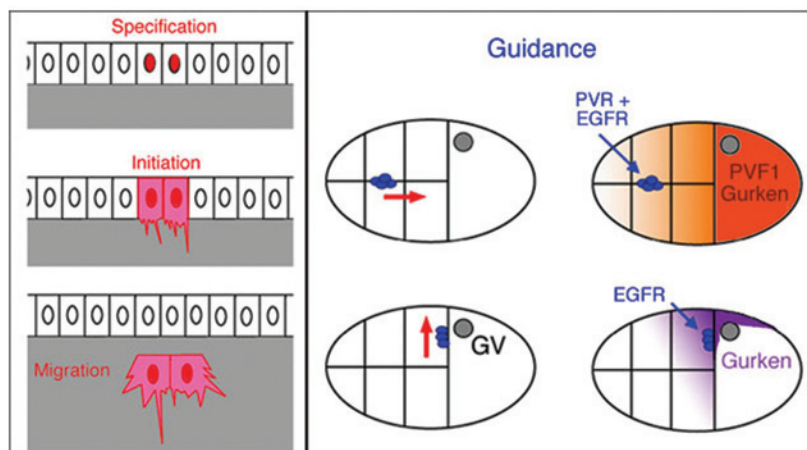 Specification
Initiation
Migration
Guidance
PVR +
EGFR
PVF1
Gurken
GV
EGFR
Gurken